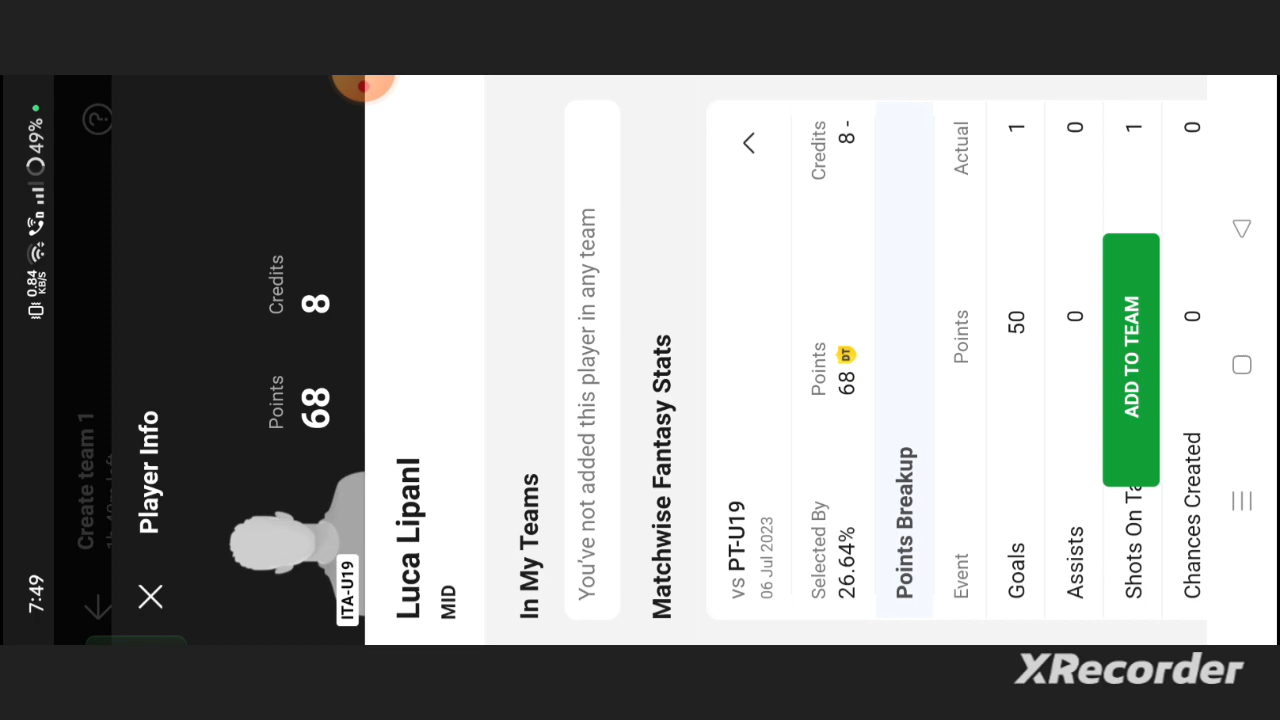 7:49
0.84
KB/S
49%
Create team 1
Player Info
Points
Credits
68
8
ITA-U19
Luca LipanI
MID
In My Teams
You've not added this player in any team
Matchwise Fantasy Stats
vs PT-U19
06 Jul 2023
Selected By
Points
Credits
26.64%
68 DT
8 -
Points Breakup
Event
Points
Actual
Goals
50
1
Assists
0
0
Shots On Ta
1
ADD TO TEAM
Chances Created
0
0
XRecorder